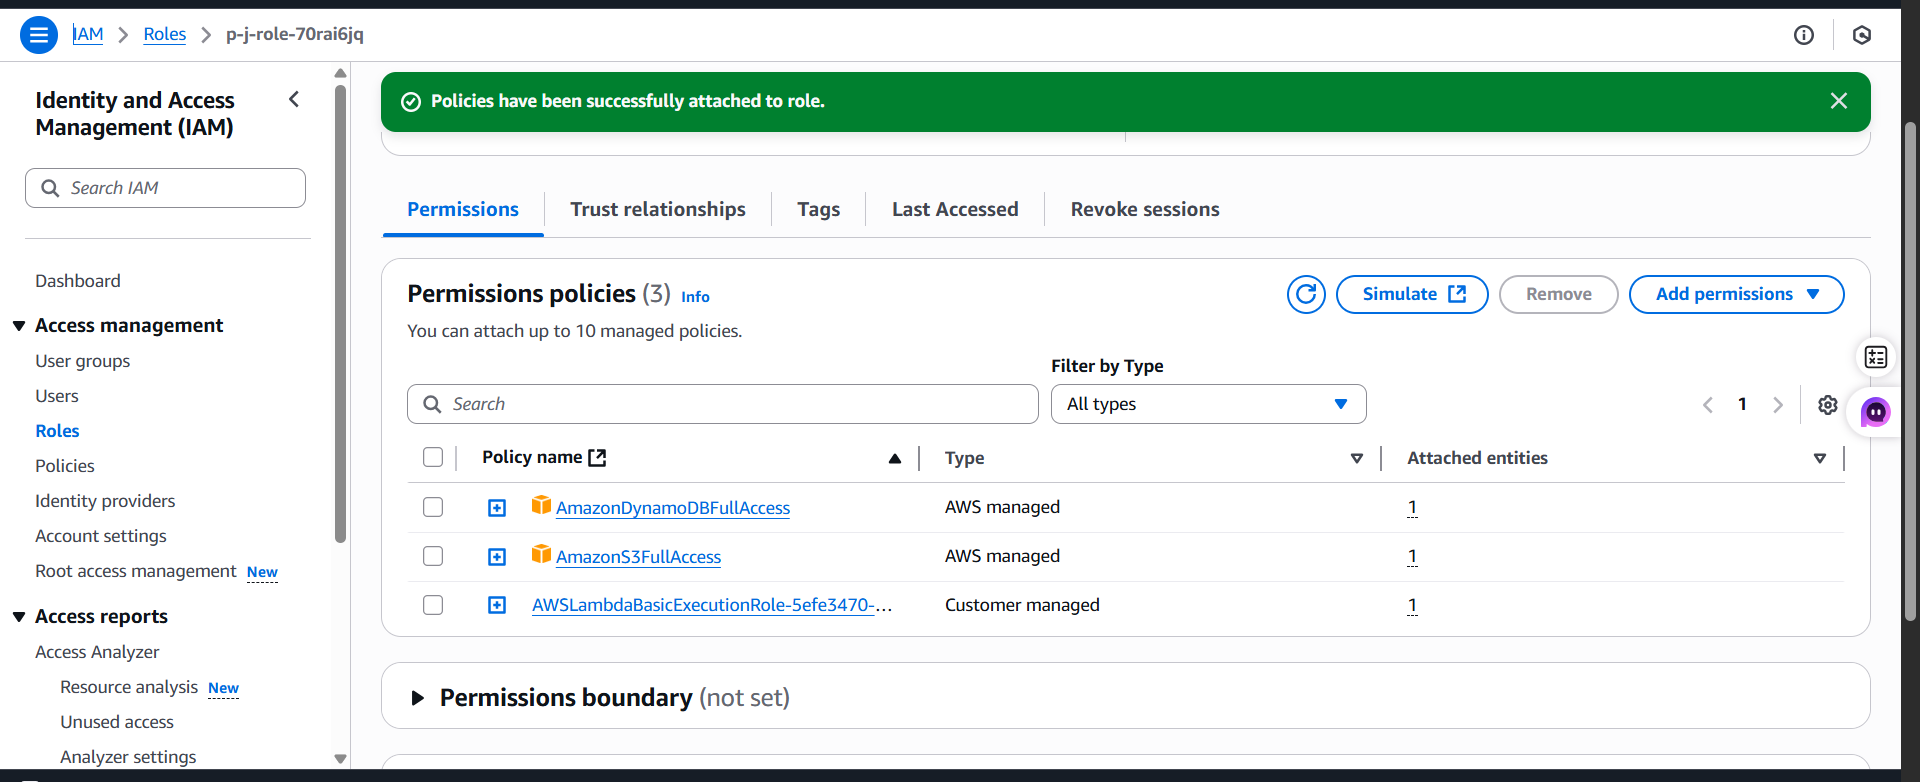 IAM > Roles > p-j-role-70rai6jq
Identity and Access
Management (IAM)
Search IAM
Dashboard
Access management
User groups
Users
Roles
Policies
Identity providers
Account settings
Root access management New
Access reports
Access Analyzer
Resource analysis New
Unused access
Analyzer settings
Policies have been successfully attached to role.
Permissions
Trust relationships
Tags
Last Accessed
Revoke sessions
Permissions policies (3) Info
Simulate
Remove
Add permissions
You can attach up to 10 managed policies.
Filter by Type
Search
All types
1
Policy name
Type
Attached entities
AmazonDynamoDBFullAccess AWS managed 1
AmazonS3FullAccess AWS managed 1
AWSLambdaBasicExecutionRole-5efe3470-... Customer managed 1
Permissions boundary (not set)